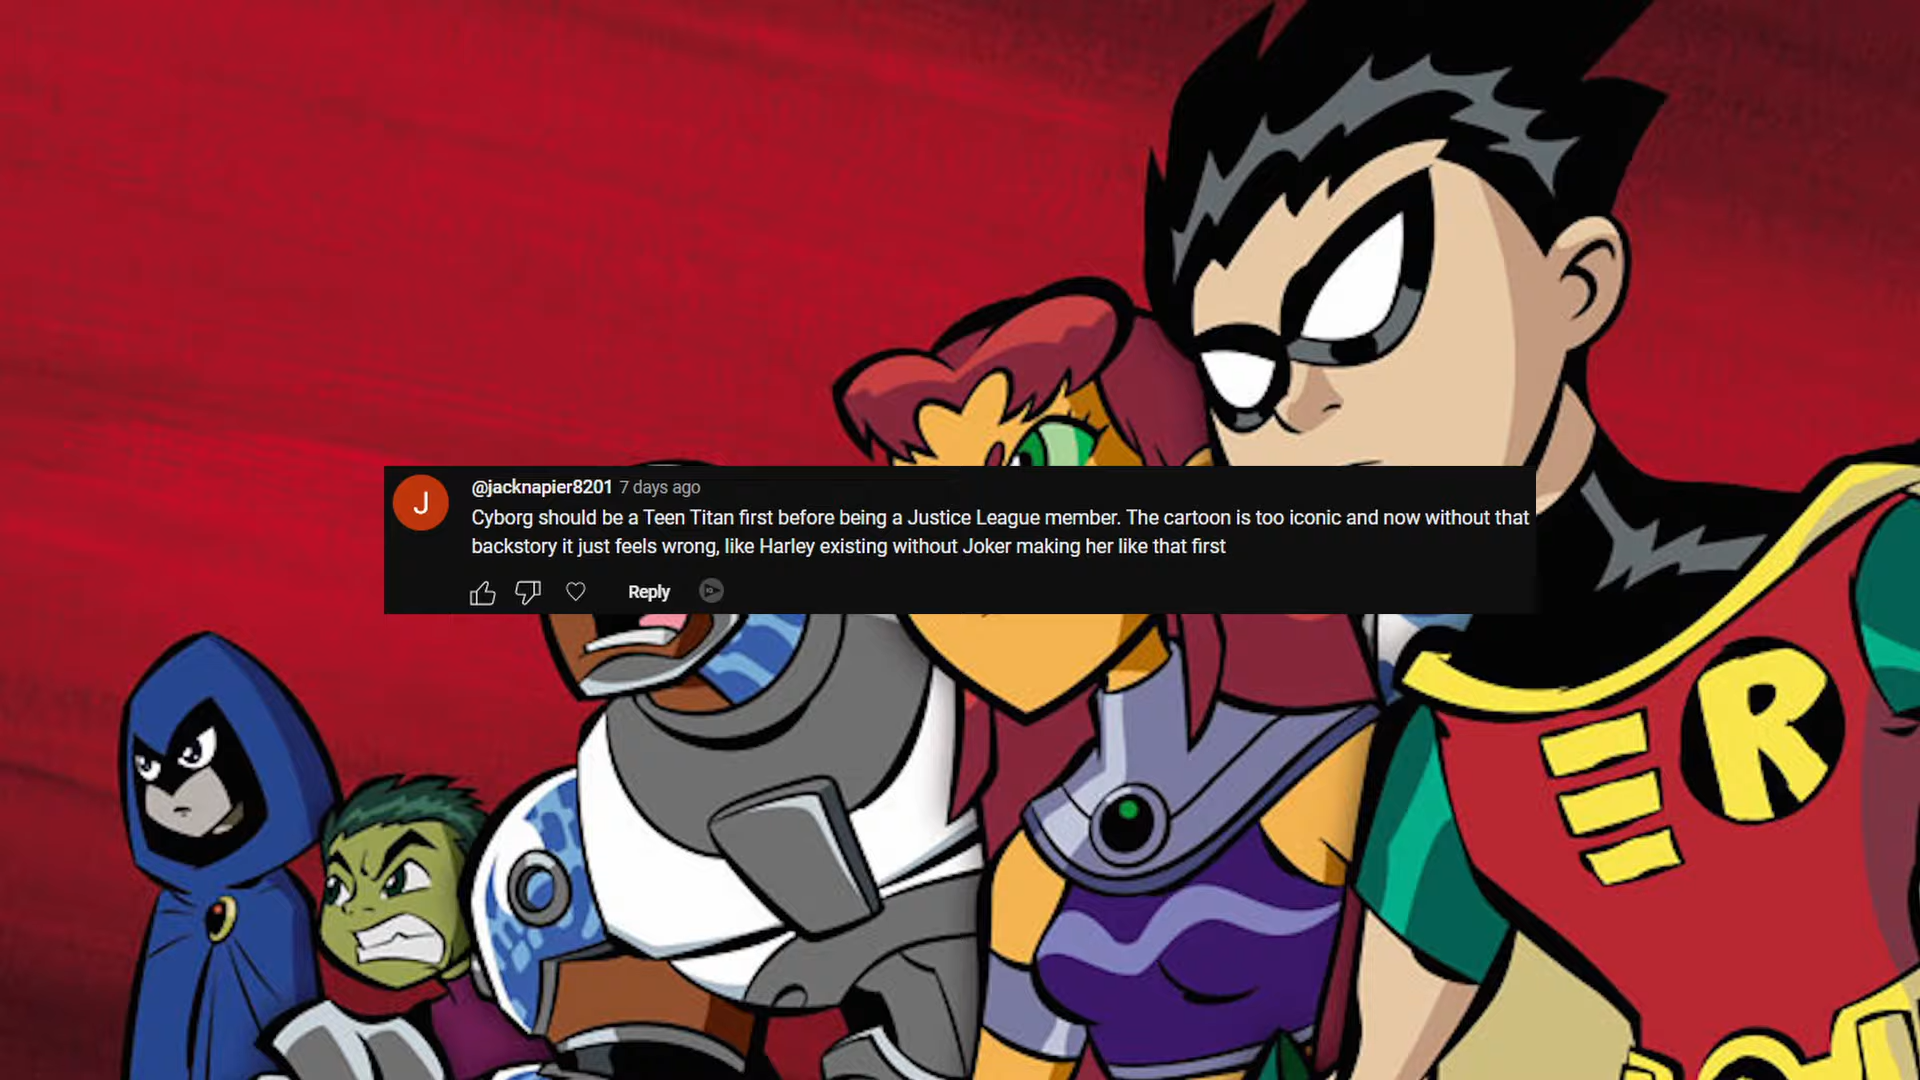 J
@jacknapier8201 7 days ago
Cyborg should be a Teen Titan first before being a Justice League member. The cartoon is too iconic and now without that
backstory it just feels wrong, like Harley existing without Joker making her like that first
Reply
R